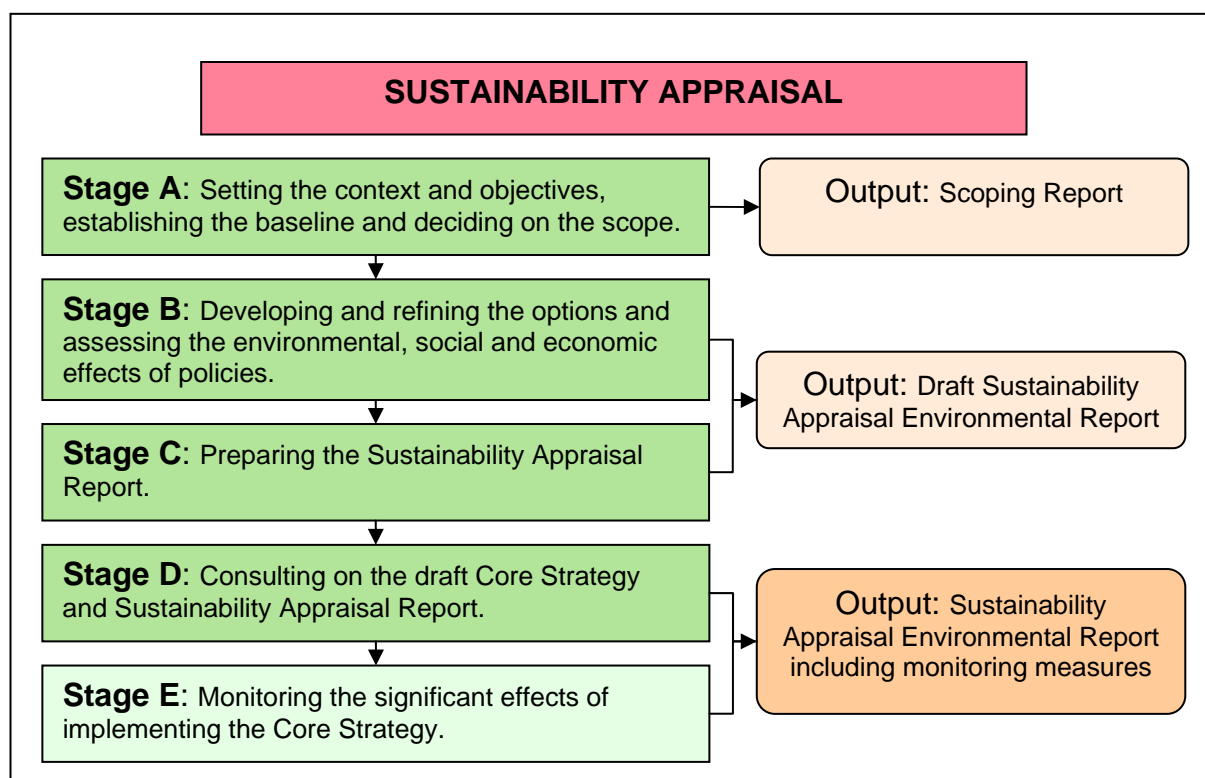 SUSTAINABILITY APPRAISAL
Stage A: Setting the context and objectives,
establishing the baseline and deciding on the scope.
Output: Scoping Report
Stage B: Developing and refining the options and
assessing the environmental, social and economic
effects of policies.
Output: Draft Sustainability
Appraisal Environmental Report
Stage C: Preparing the Sustainability Appraisal
Report.
Stage D: Consulting on the draft Core Strategy
and Sustainability Appraisal Report.
Output: Sustainability
Appraisal Environmental Report
including monitoring measures
Stage E: Monitoring the significant effects of
implementing the Core Strategy.